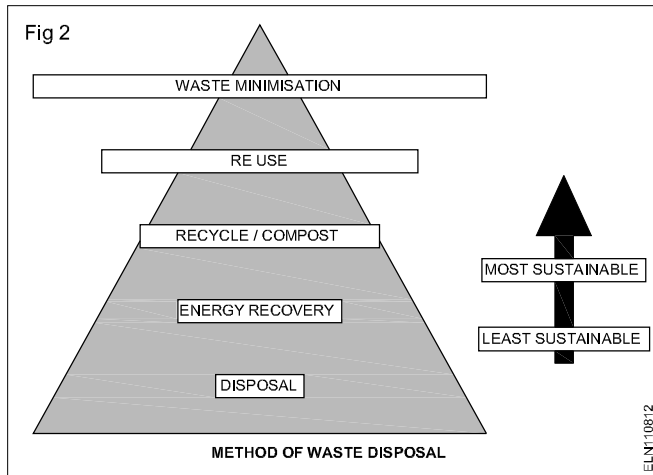 Fig 2
WASTE MINIMISATION
RE USE
RECYCLE / COMPOST
ENERGY RECOVERY
DISPOSAL
METHOD OF WASTE DISPOSAL
MOST SUSTAINABLE
LEAST SUSTAINABLE
ELN110812